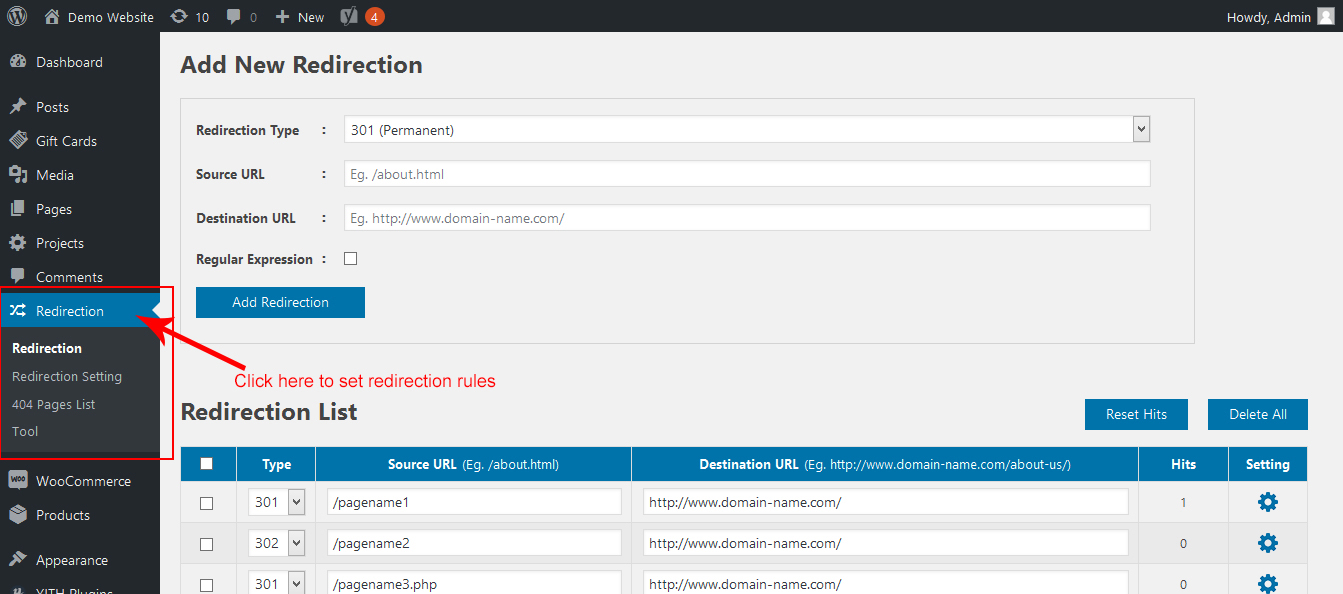 Demo Website 10 0 New 4 Howdy, Admin
Dashboard
Posts
Gift Cards
Media
Pages
Projects
Comments
Redirection
Redirection
Redirection Setting
404 Pages List
Tool
WOO WooCommerce
Products
Appearance
YITH Plugins
Add New Redirection
Redirection Type : 301 (Permanent)
Source URL : Eg. /about.html
Destination URL : Eg. http://www.domain-name.com/
Regular Expression :
Add Redirection
Click here to set redirection rules
Redirection List Reset Hits Delete All
Type Source URL (Eg. /about.html) Destination URL (Eg. http://www.domain-name.com/about-us/) Hits Setting
301 /pagename1 http://www.domain-name.com/ 1
302 /pagename2 http://www.domain-name.com/ 0
301 /pagename3.php http://www.domain-name.com/ 0